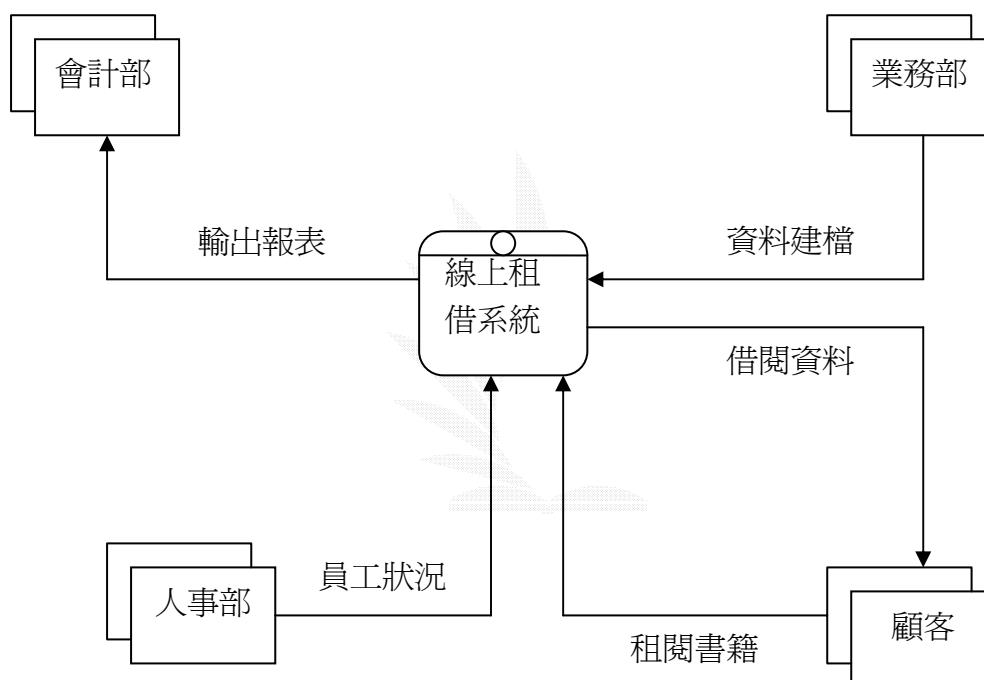 會計部
業務部
輸出報表
資料建檔
線上租
借系統
借閱資料
人事部
員工狀況
顧客
租閱書籍